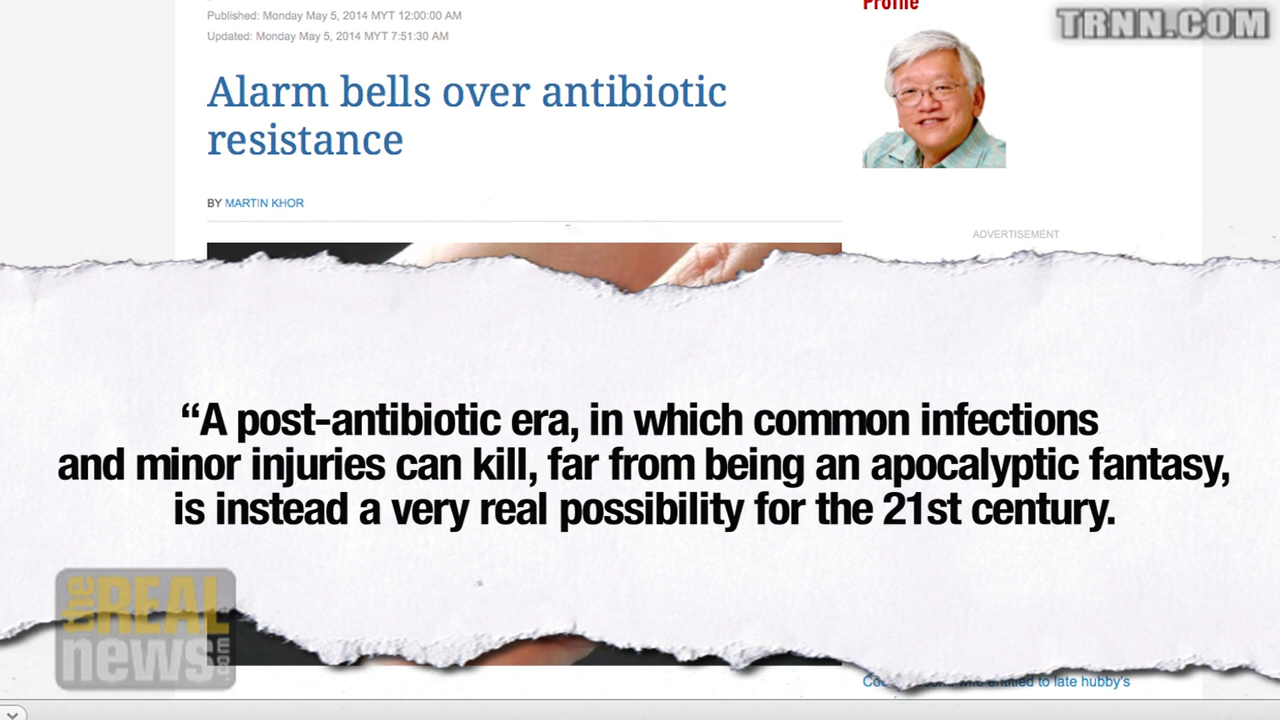 Published: Monday May 5, 2014 MYT 12:00:00 AM
Updated: Monday May 5, 2014 MYT 7:51:30 AM
Alarm bells over antibiotic
resistance
BY MARTIN KHOR
Profile
TRNN.COM
ADVERTISEMENT
“A post-antibiotic era, in which common infections
and minor injuries can kill, far from being an apocalyptic fantasy,
is instead a very real possibility for the 21st century.
the REAL
news.com
to late hubby's